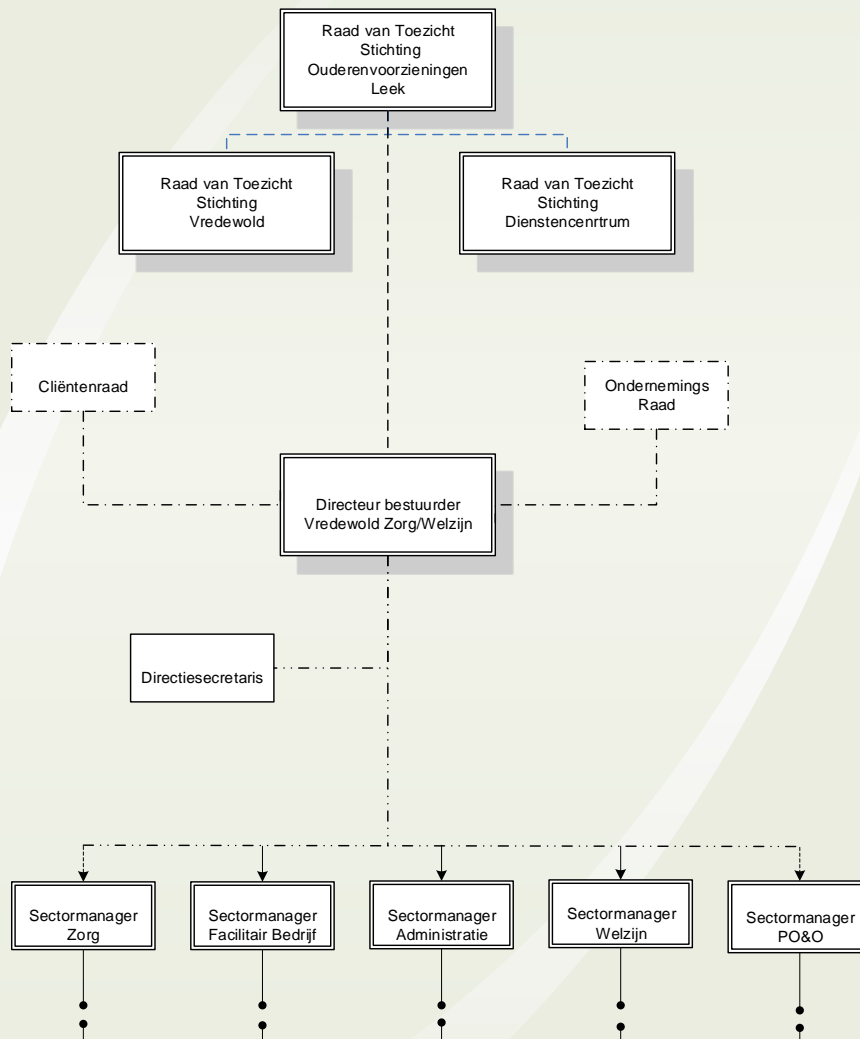 Raad van Toezicht
Stichting
Ouderenvoorzieningen
Leek
Raad van Toezicht
Stichting
Vredewold
Raad van Toezicht
Stichting
Dienstencenrtrum
Cliëntenraad
Ondernemings
Raad
Directeur bestuurder
Vredewold Zorg/Welzijn
Directiesecretaris
Sectormanager
Zorg
Sectormanager
Facilitair Bedrijf
Sectormanager
Administratie
Sectormanager
Welzijn
Sectormanager
PO&O